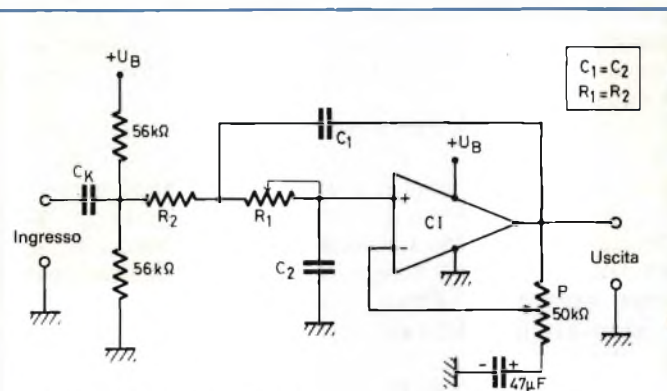 +UB
C1=C2
R1=R2
56kΩ
C1
+UB
CK
R2
R1
+
CI
-
Ingresso
56kΩ
C2
Uscita
P
50kΩ
- +
47µF